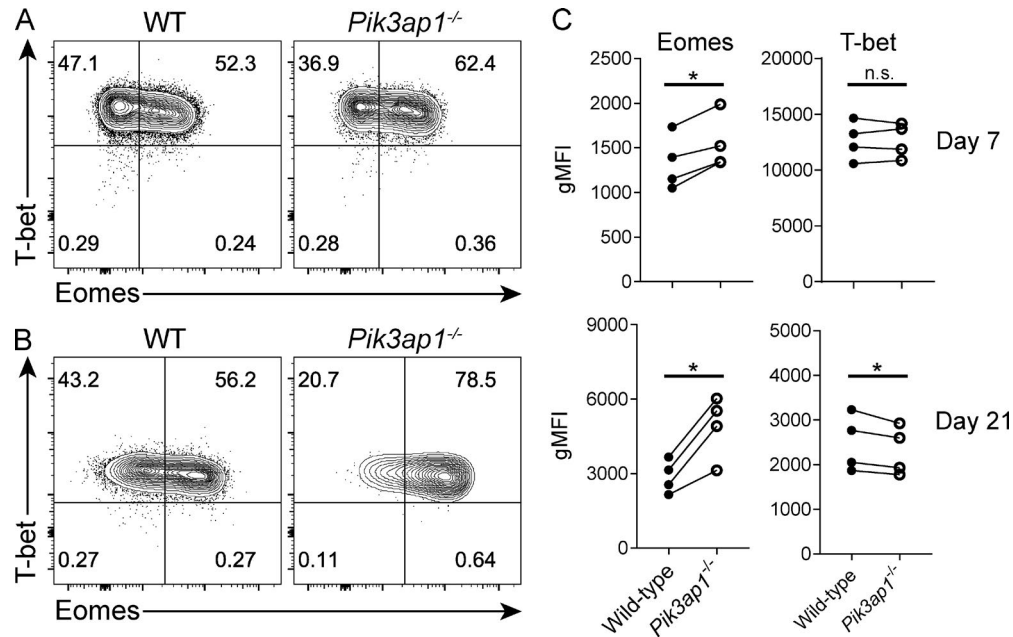 A
WT
Pik3ap1-/-
47.1
52.3
36.9
62.4
0.29
0.24
0.28
0.36
T-bet
Eomes
B
WT
Pik3ap1-/-
43.2
56.2
20.7
78.5
0.27
0.27
0.11
0.64
T-bet
Eomes
C
Eomes
T-bet
2500
2000
1500
1000
500
0
gMFI
*
20000
15000
10000
5000
0
n.s.
Day 7
9000
6000
3000
0
gMFI
*
5000
4000
3000
2000
1000
0
*
Day 21
Wild-type
Pik3ap1-/-
Wild-type
Pik3ap1-/-